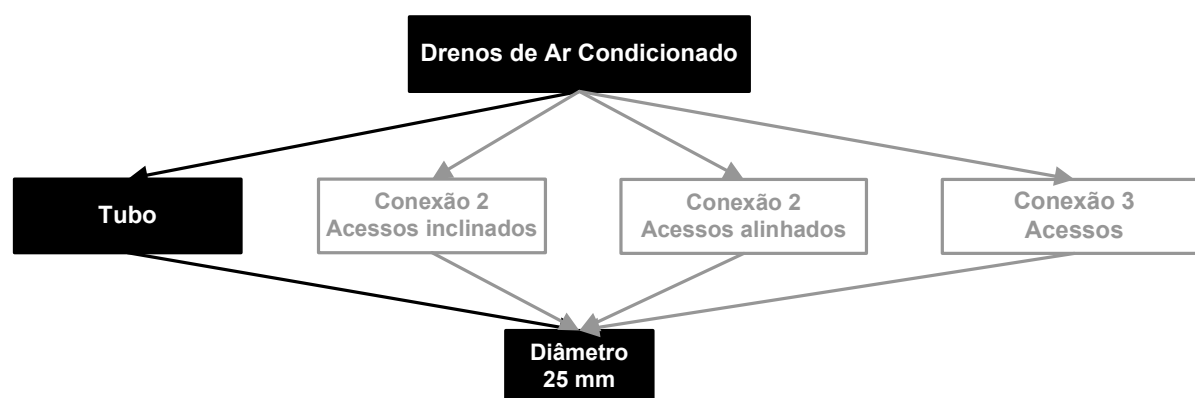 Drenos de Ar Condicionado
Tubo
Conexão 2
Acessos inclinados
Conexão 2
Acessos alinhados
Conexão 3
Acessos
Diâmetro
25 mm